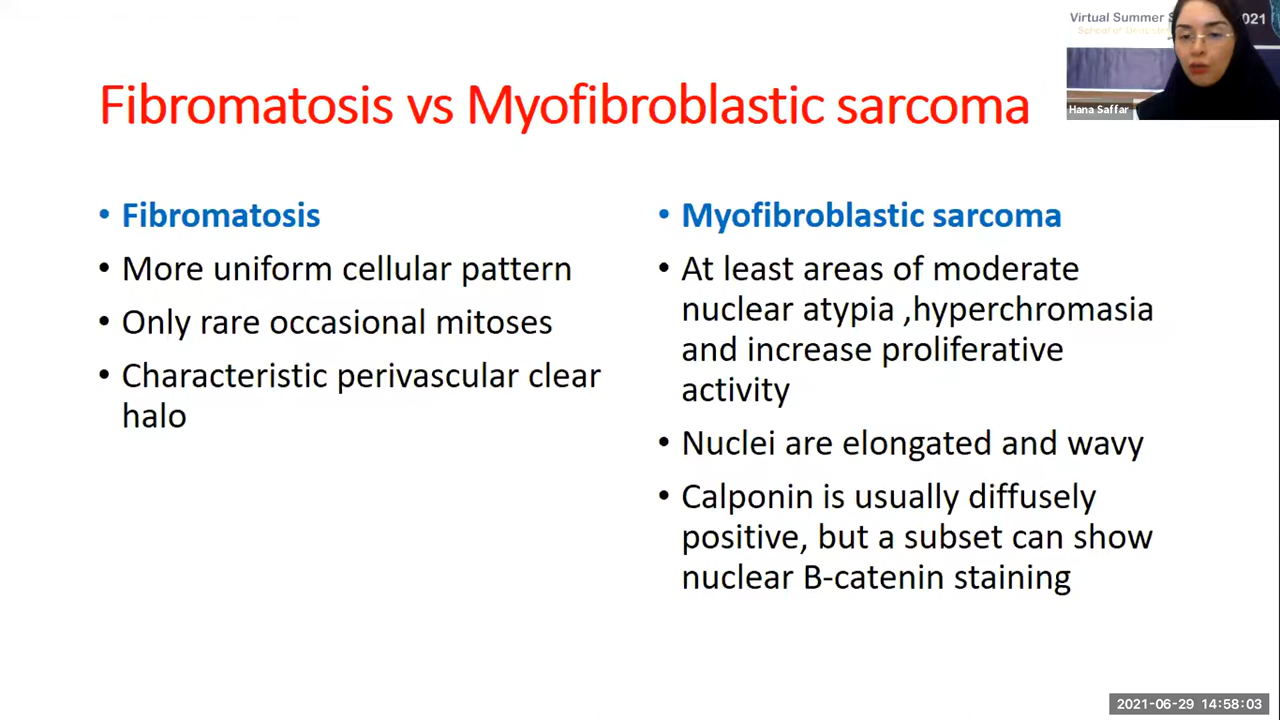 Virtual Summer S
021
Hana Saffar
Fibromatosis vs Myofibroblastic sarcoma
• Fibromatosis
• More uniform cellular pattern
• Only rare occasional mitoses
• Characteristic perivascular clear
halo
• Myofibroblastic sarcoma
• At least areas of moderate
nuclear atypia ,hyperchromasia
and increase proliferative
activity
• Nuclei are elongated and wavy
• Calponin is usually diffusely
positive, but a subset can show
nuclear B-catenin staining
2021-06-29 14:58:03